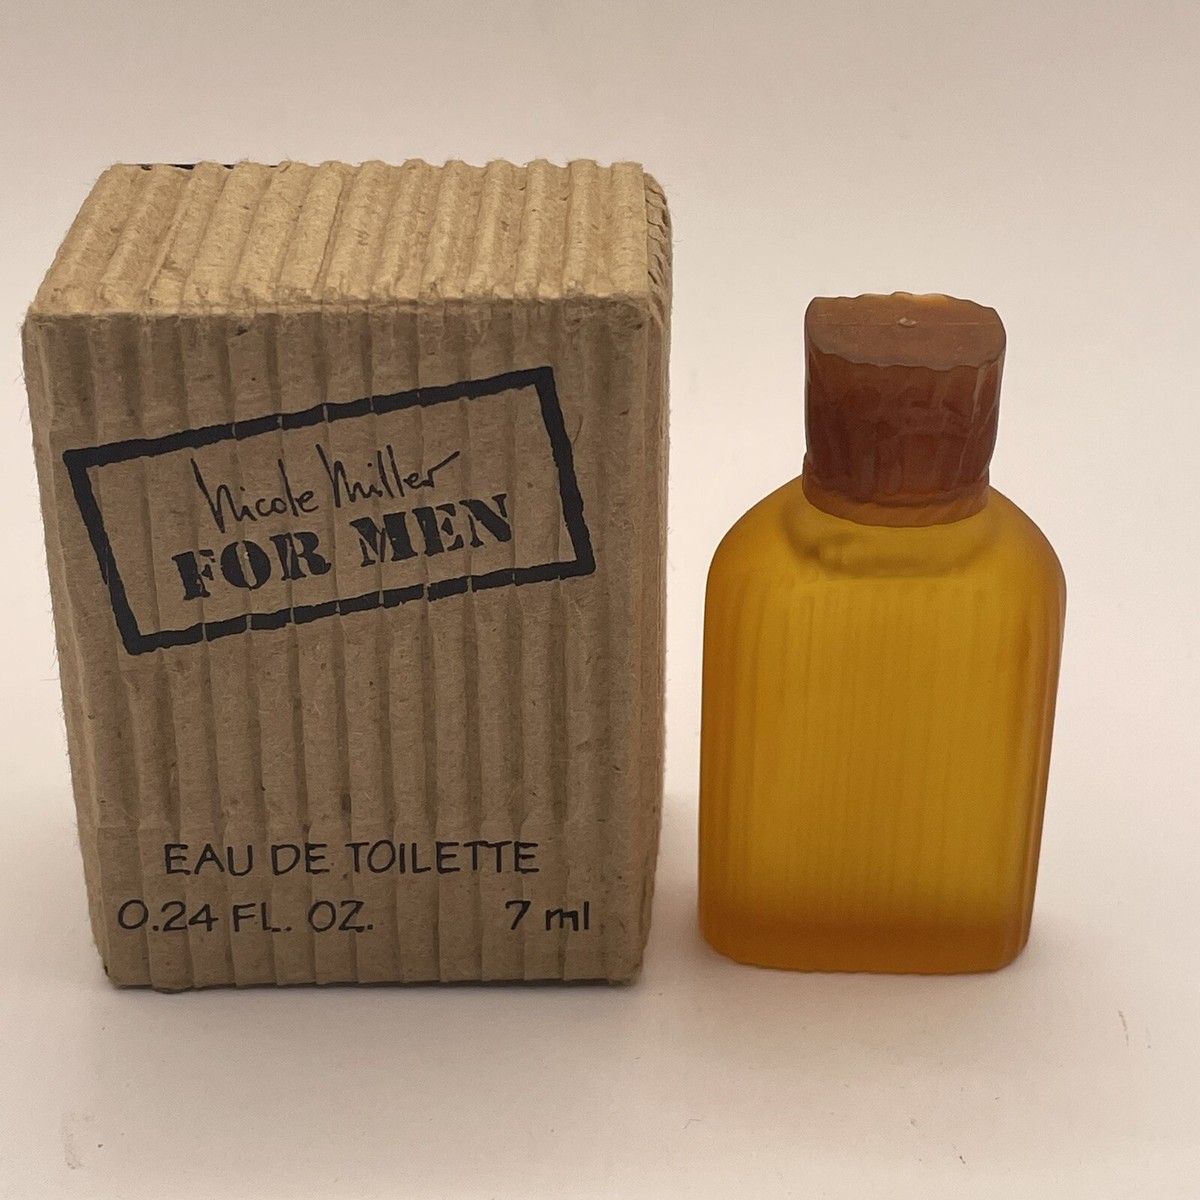 Nicole Miller
FOR MEN
EAU DE TOILETTE
0.24 FL. OZ. 7 ml